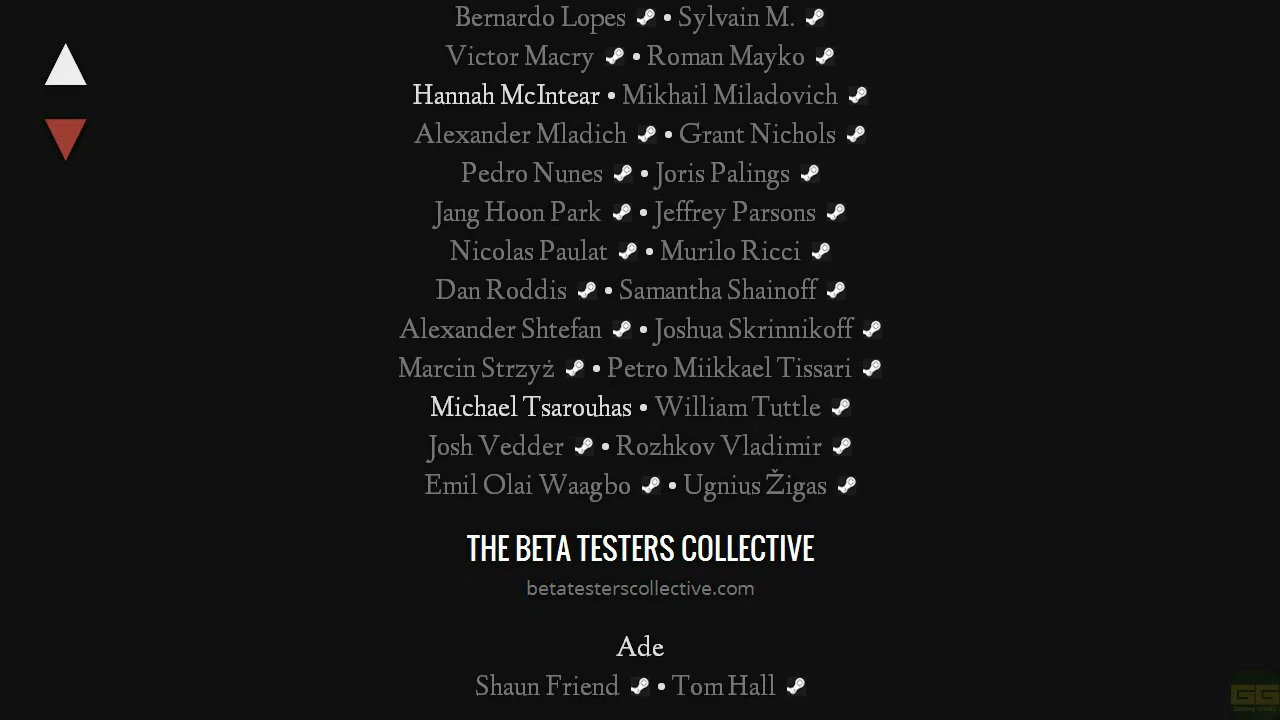 Bernardo Lopes • Sylvain M.
Victor Macry • Roman Mayko
Hannah McIntear • Mikhail Miladovich
Alexander Mladich • Grant Nichols
Pedro Nunes • Joris Palings
Jang Hoon Park • Jeffrey Parsons
Nicolas Paulat • Murilo Ricci
Dan Roddis • Samantha Shainoff
Alexander Shtefan • Joshua Skrinnikoff
Marcin Strzyż • Petro Miikkael Tissari
Michael Tsarouhas • William Tuttle
Josh Vedder • Rozhkov Vladimir
Emil Olai Waagbo • Ugnius Žigas
THE BETA TESTERS COLLECTIVE
betatesterscollective.com
Ade
Shaun Friend • Tom Hall
GG